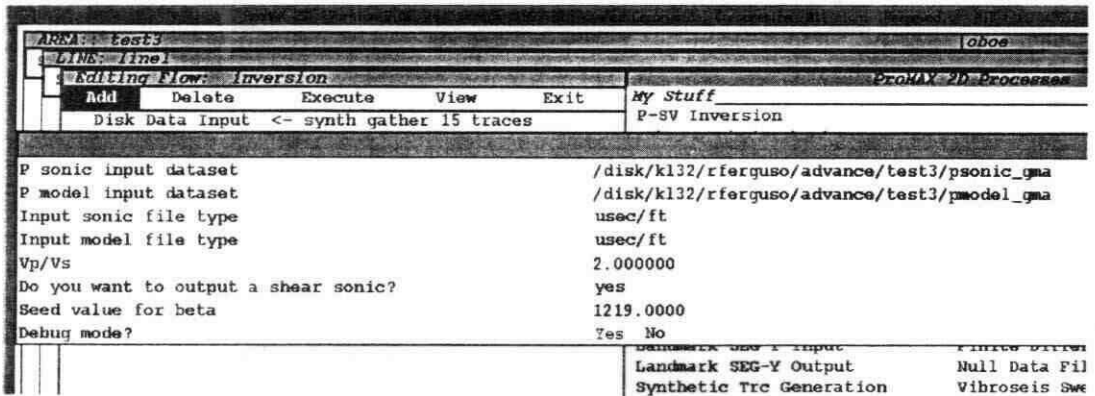 AREA: test3 oboe
LINE: line1
Editing Flow: Inversion ProMAX 2D Processes
Add Delete Execute View Exit My Stuff
Disk Data Input <- synth gather 15 traces P-SV Inversion
P sonic input dataset /disk/kl32/rferguso/advance/test3/psonic_gma
P model input dataset /disk/kl32/rferguso/advance/test3/pmodel_gma
Input sonic file type usec/ft
Input model file type usec/ft
Vp/Vs 2.000000
Do you want to output a shear sonic? yes
Seed value for beta 1219.0000
Debug mode? Yes No
Landmark SEG-Y Output Null Data Fil
Synthetic Trc Generation Vibroseis Swe